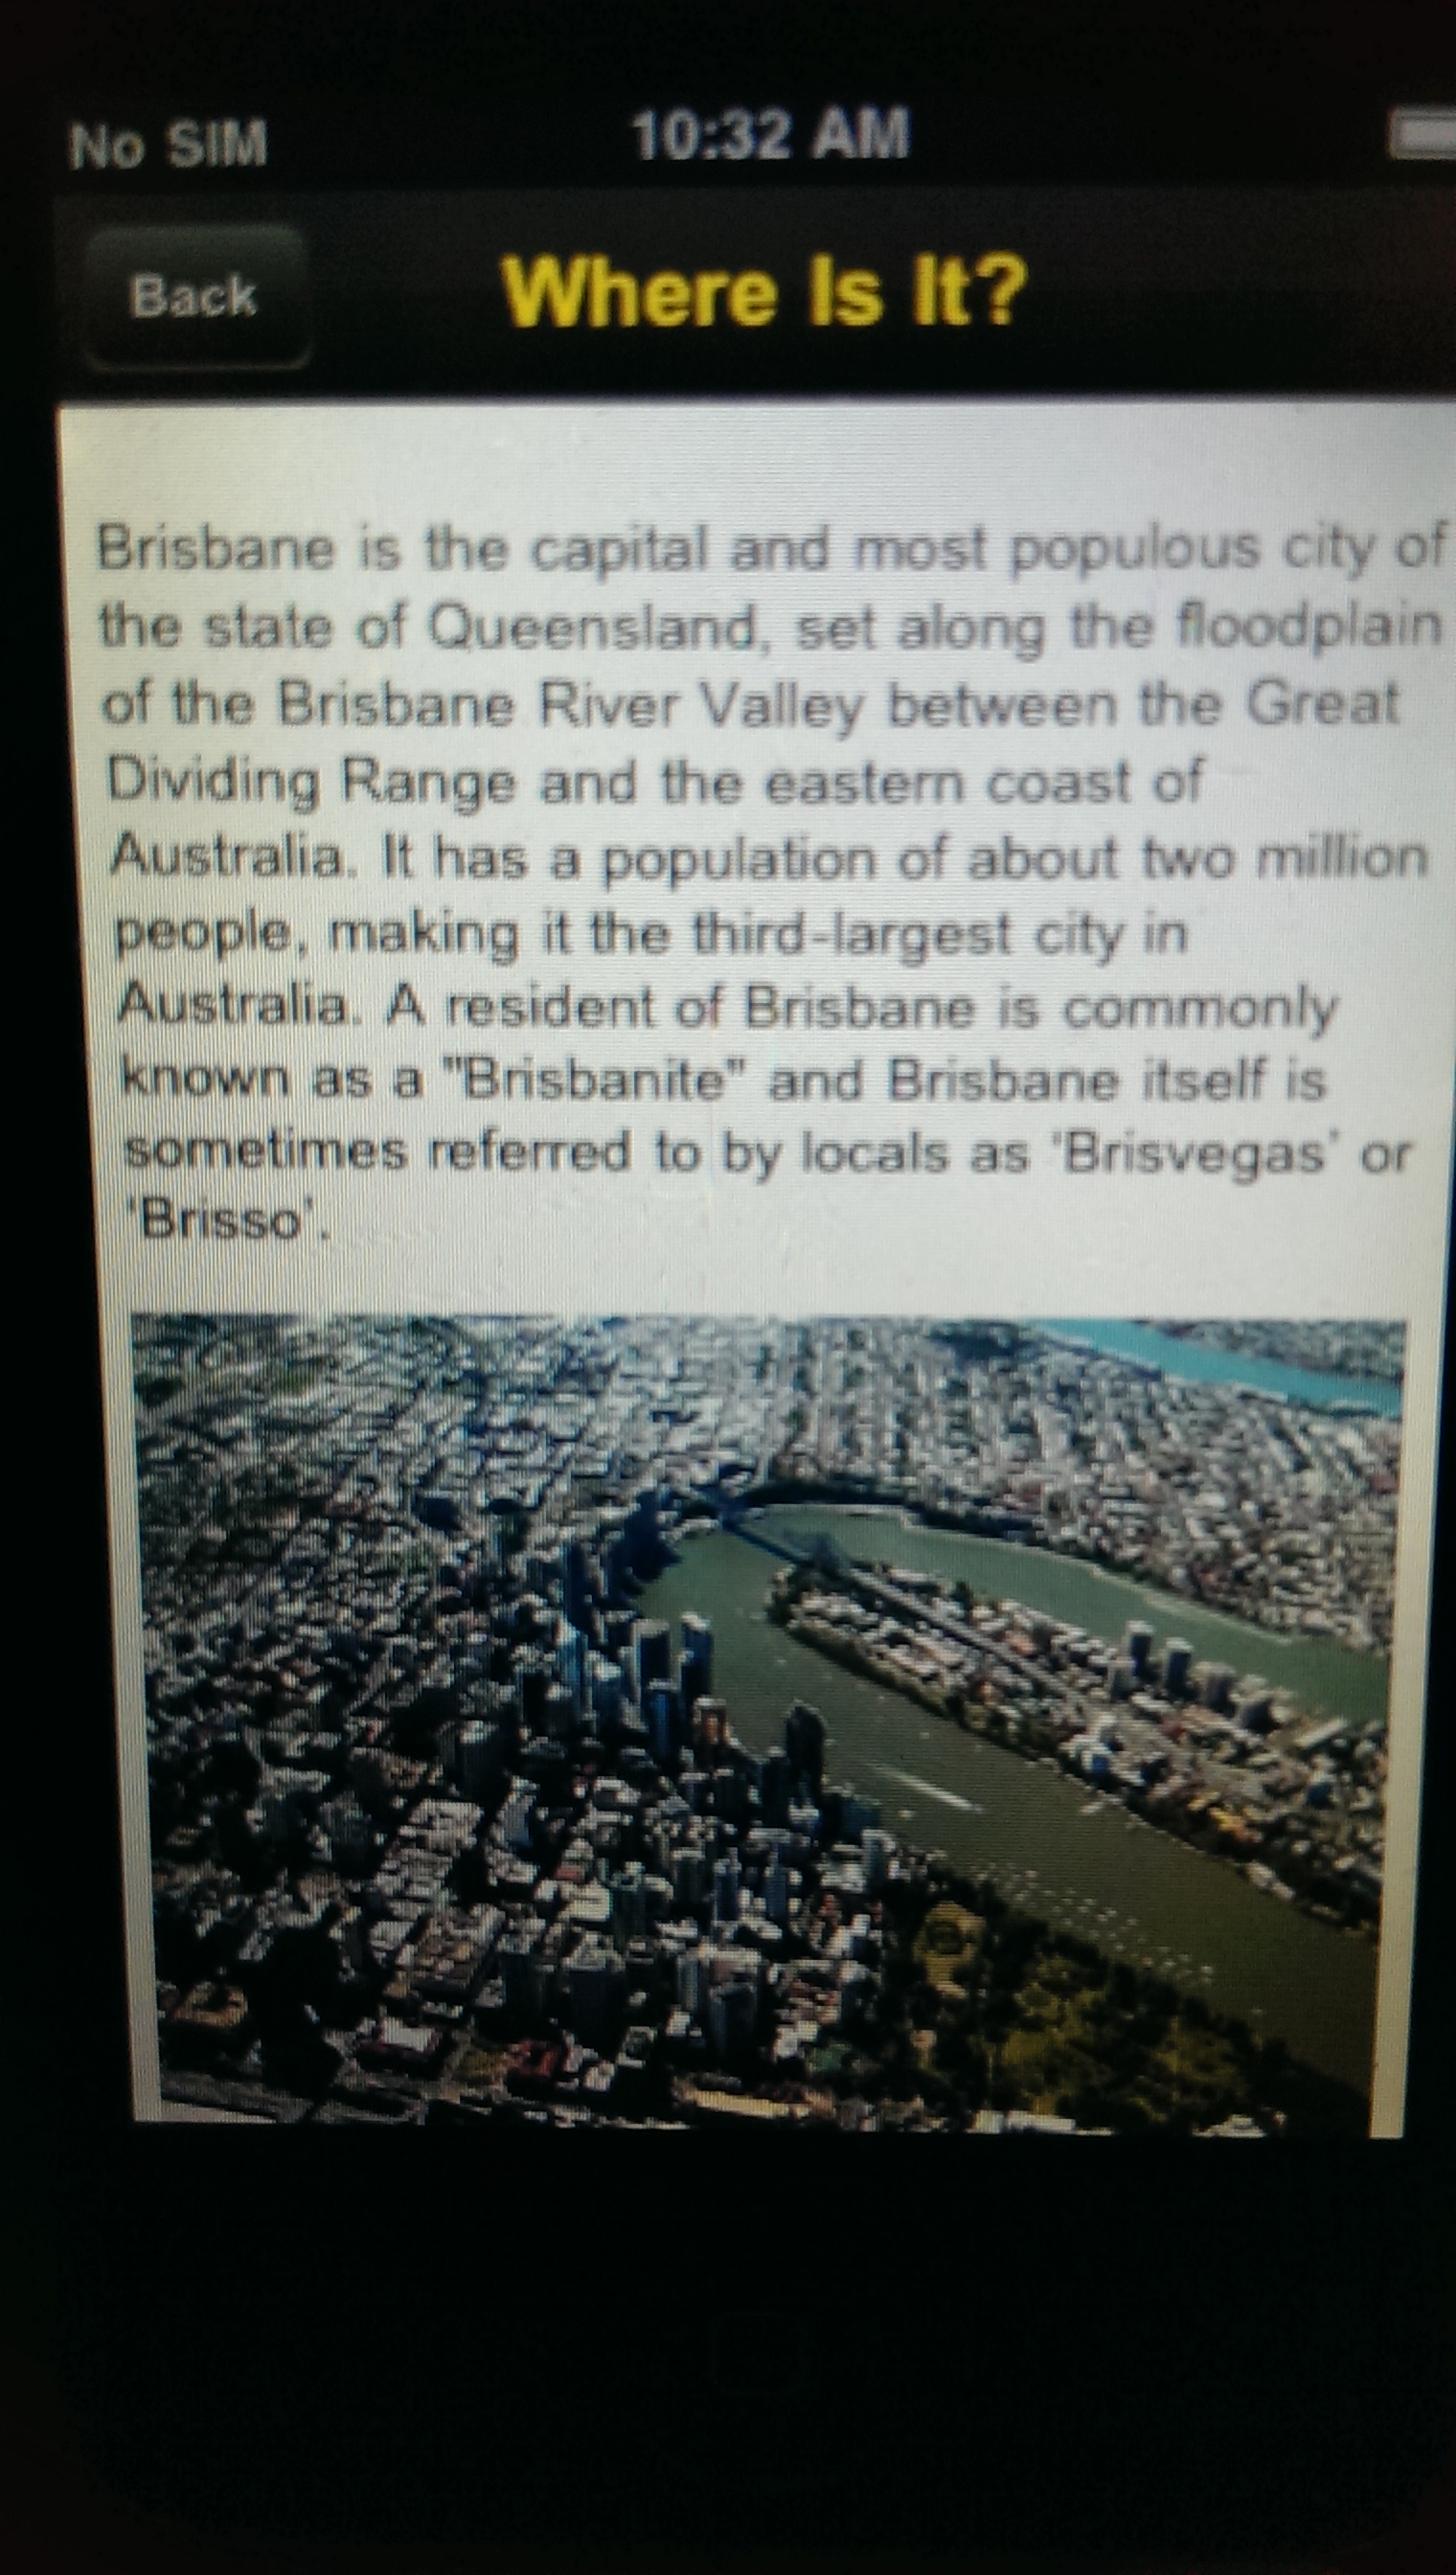 No SIM 10:32 AM
Back Where Is It?
Brisbane is the capital and most populous city of
the state of Queensland, set along the floodplain
of the Brisbane River Valley between the Great
Dividing Range and the eastern coast of
Australia. It has a population of about two million
people, making it the third-largest city in
Australia. A resident of Brisbane is commonly
known as a "Brisbanite" and Brisbane itself is
sometimes referred to by locals as 'Brisvegas' or
'Brisso'.